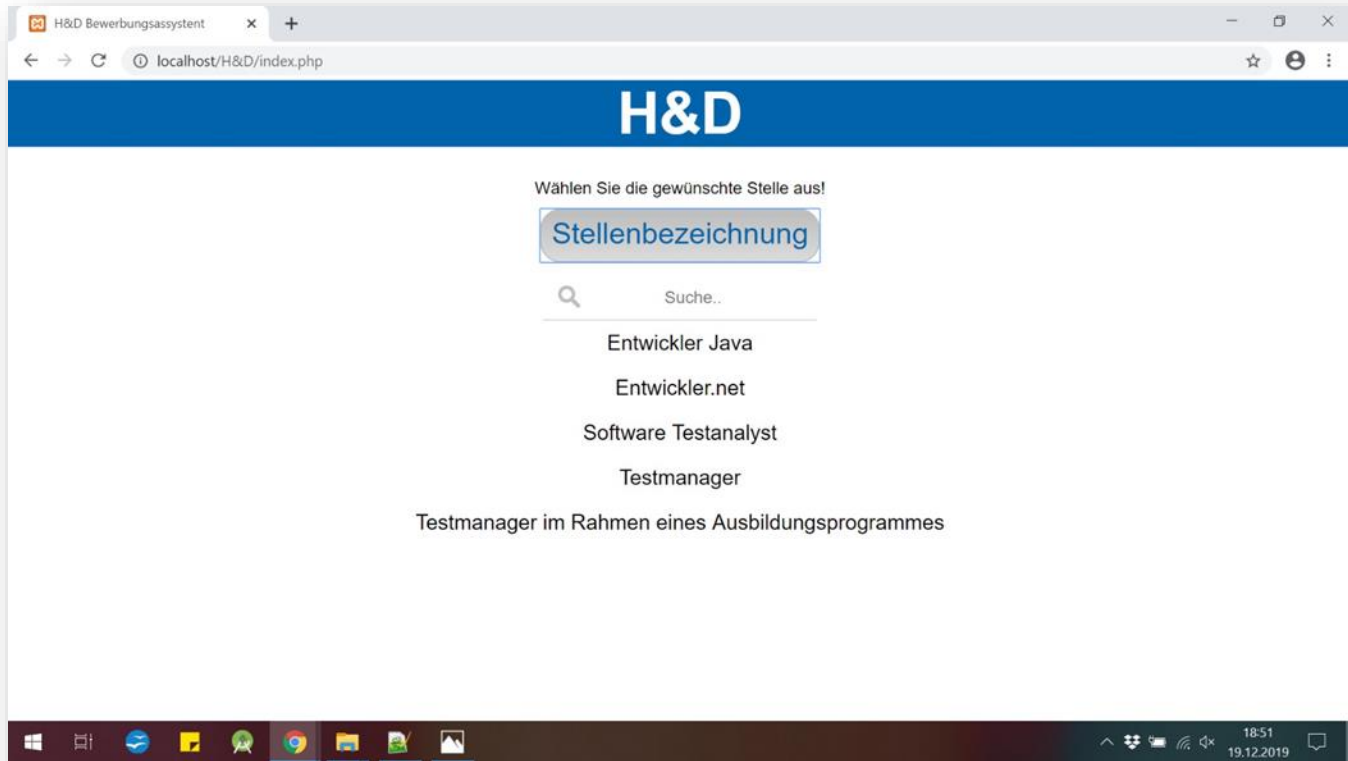 H&D Bewerbungsassystent
localhost/H&D/index.php
H&D
Wählen Sie die gewünschte Stelle aus!
Stellenbezeichnung
Suche..
Entwickler Java
Entwickler.net
Software Testanalyst
Testmanager
Testmanager im Rahmen eines Ausbildungsprogrammes
18:51
19.12.2019